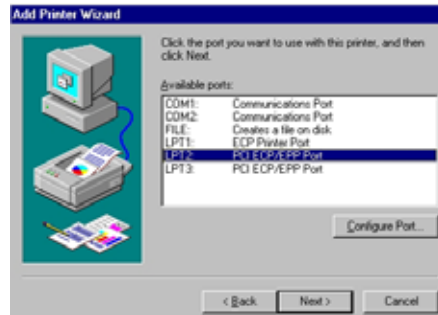 Add Printer Wizard
Click the port you want to use with this printer, and then
click Next.
Available ports:
COM1: Communications Port
COM2: Communications Port
FILE: Creates a file on disk
LPT1: ECP Printer Port
LPT2: PCI ECP/EPP Port
LPT3: PCI ECP/EPP Port
Configure Port...
< Back Next > Cancel